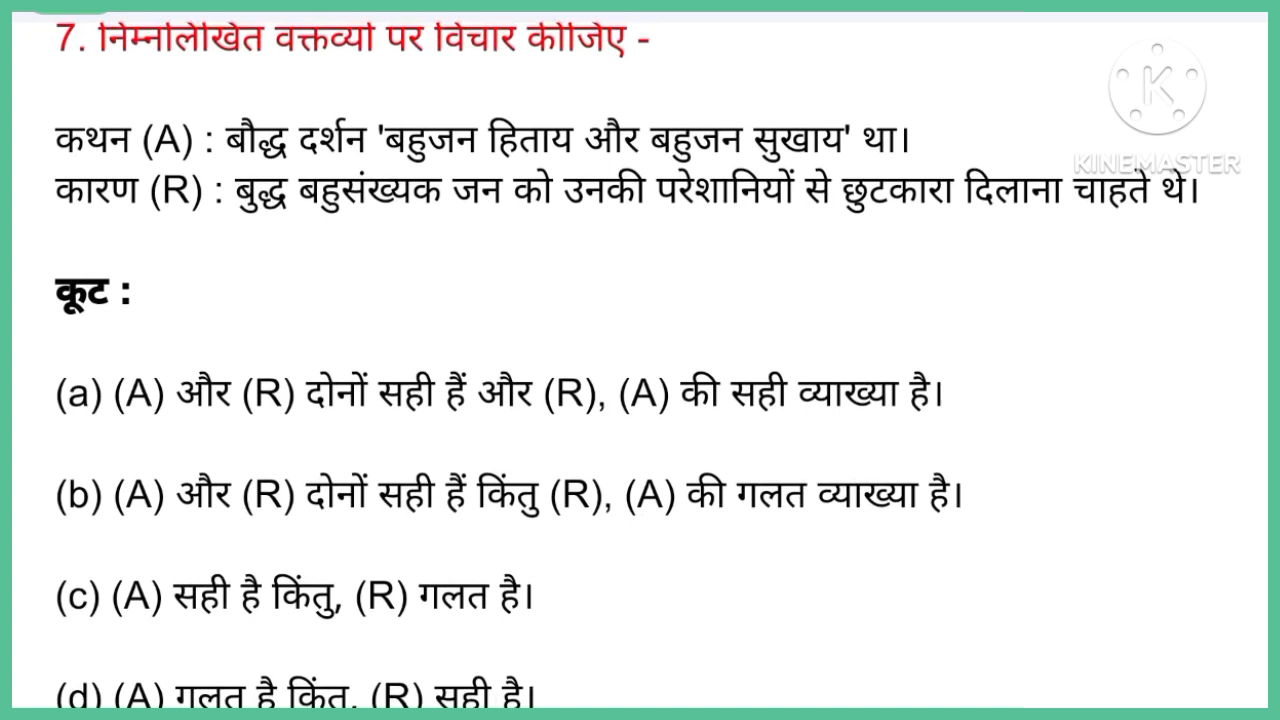 7. निम्नलिखित वक्तव्यों पर विचार कीजिए -
KINEMASTER
कथन (A) : बौद्ध दर्शन 'बहुजन हिताय और बहुजन सुखाय' था।
कारण (R) : बुद्ध बहुसंख्यक जन को उनकी परेशानियों से छुटकारा दिलाना चाहते थे।
कूट :
(a) (A) और (R) दोनों सही हैं और (R), (A) की सही व्याख्या है।
(b) (A) और (R) दोनों सही हैं किंतु (R), (A) की गलत व्याख्या है।
(c) (A) सही है किंतु, (R) गलत है।
(d) (A) गलत है किंतु, (R) सही है।